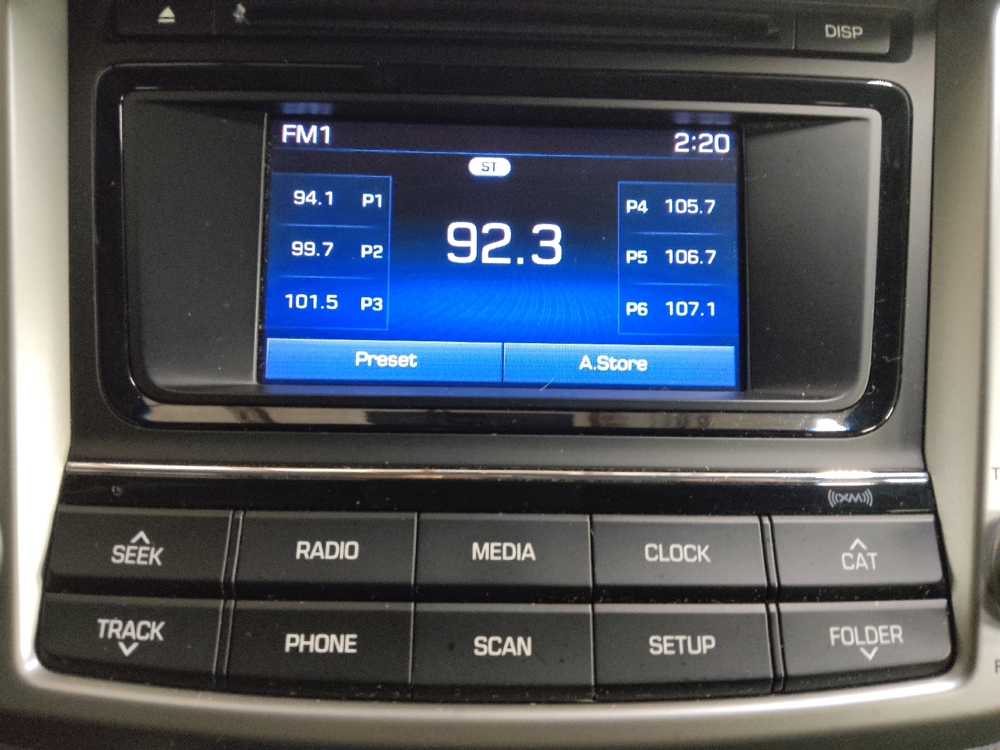 DISP
FM1 2:20
ST
94.1 P1
99.7 P2
101.5 P3
92.3
P4 105.7
P5 106.7
P6 107.1
Preset A.Store
((XM))
SEEK RADIO MEDIA CLOCK CAT
TRACK PHONE SCAN SETUP FOLDER